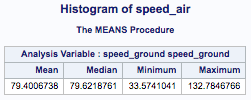 Histogram of speed_air
The MEANS Procedure
Analysis Variable : speed_ground speed_ground
Mean Median Minimum Maximum
79.4006738 79.6218761 33.5741041 132.7846766